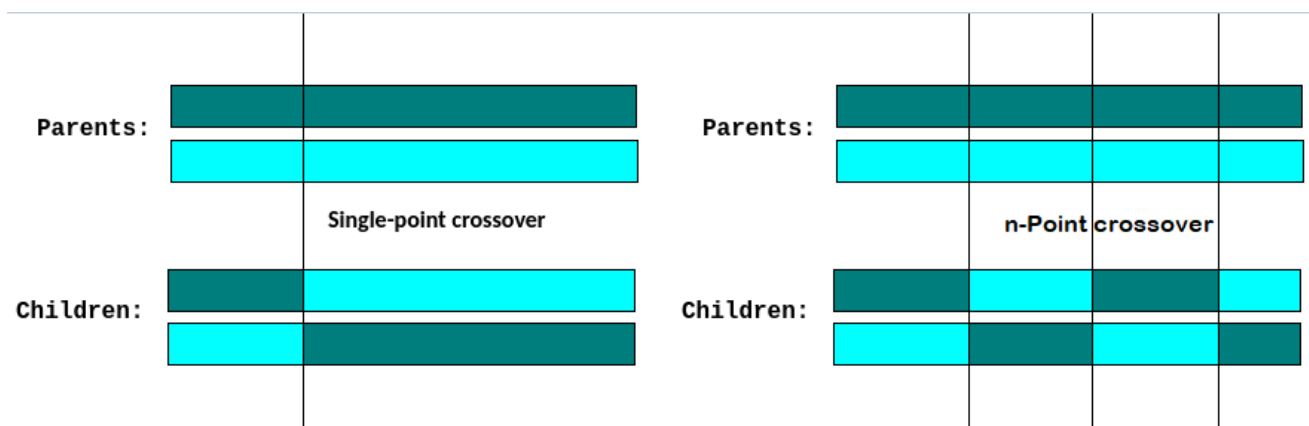 Parents:
Single-point crossover
Children:
Parents:
n-Point crossover
Children: